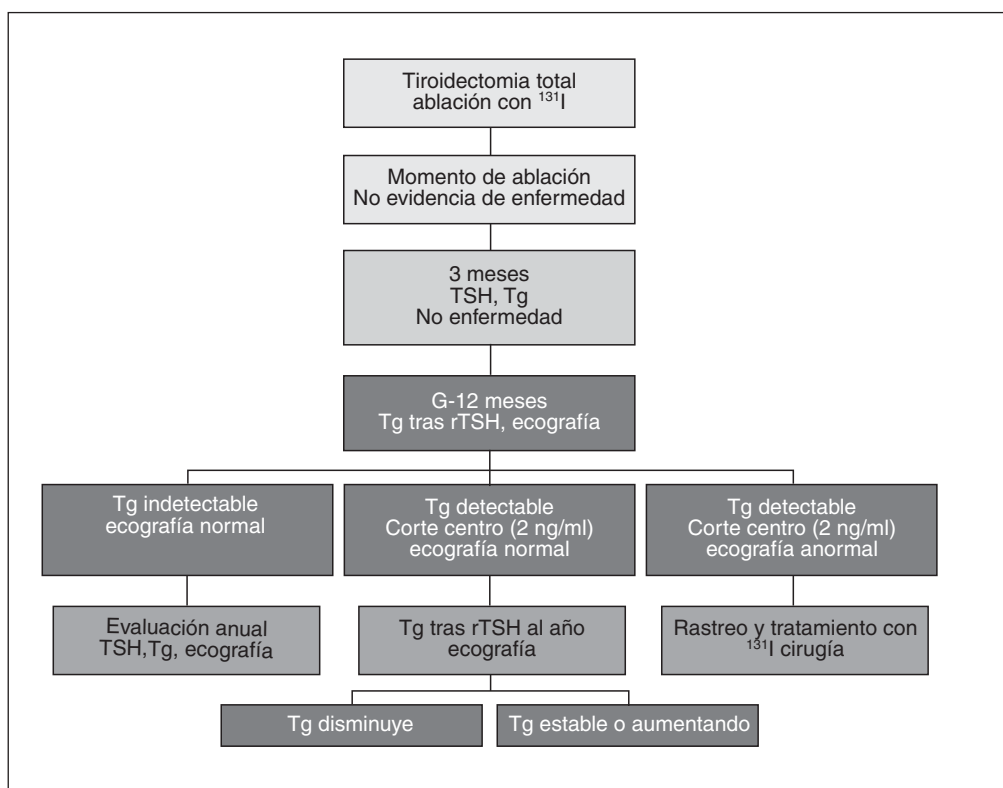 Tiroidectomia total
ablación con ¹³¹I
Momento de ablación
No evidencia de enfermedad
3 meses
TSH, Tg
No enfermedad
G-12 meses
Tg tras rTSH, ecografía
Tg indetectable
ecografía normal
Tg detectable
Corte centro (2 ng/ml)
ecografía normal
Tg detectable
Corte centro (2 ng/ml)
ecografía anormal
Evaluación anual
TSH,Tg, ecografía
Tg tras rTSH al año
ecografía
Rastreo y tratamiento con
¹³¹I cirugía
Tg disminuye
Tg estable o aumentando